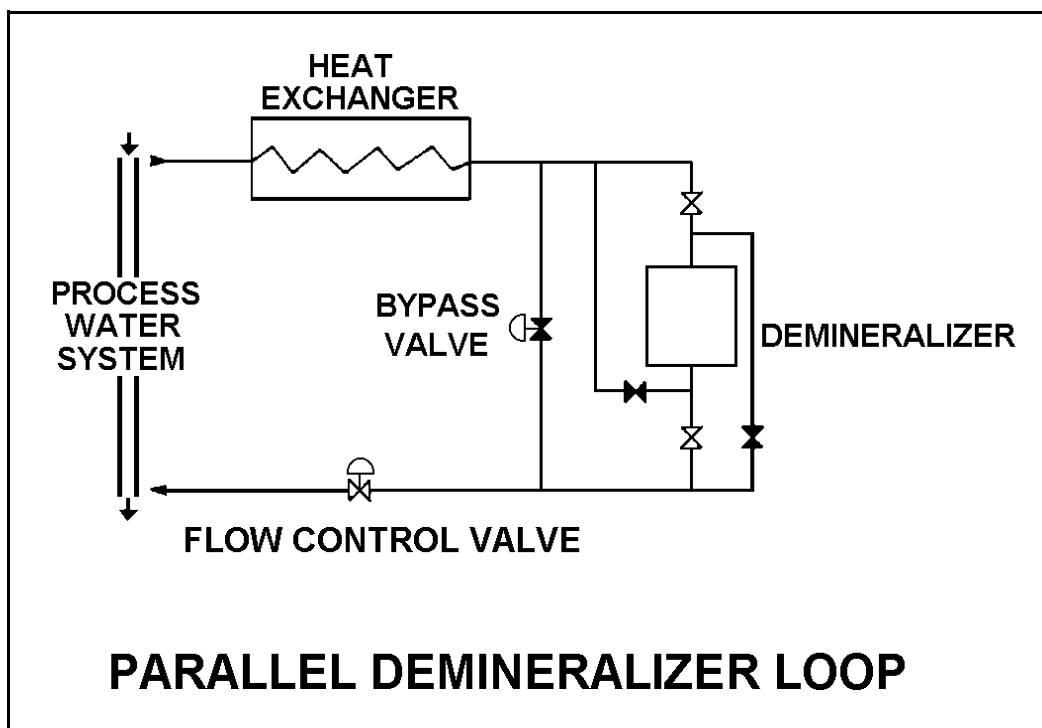 HEAT
EXCHANGER
PROCESS
WATER
SYSTEM
BYPASS
VALVE
DEMINERALIZER
FLOW CONTROL VALVE
PARALLEL DEMINERALIZER LOOP